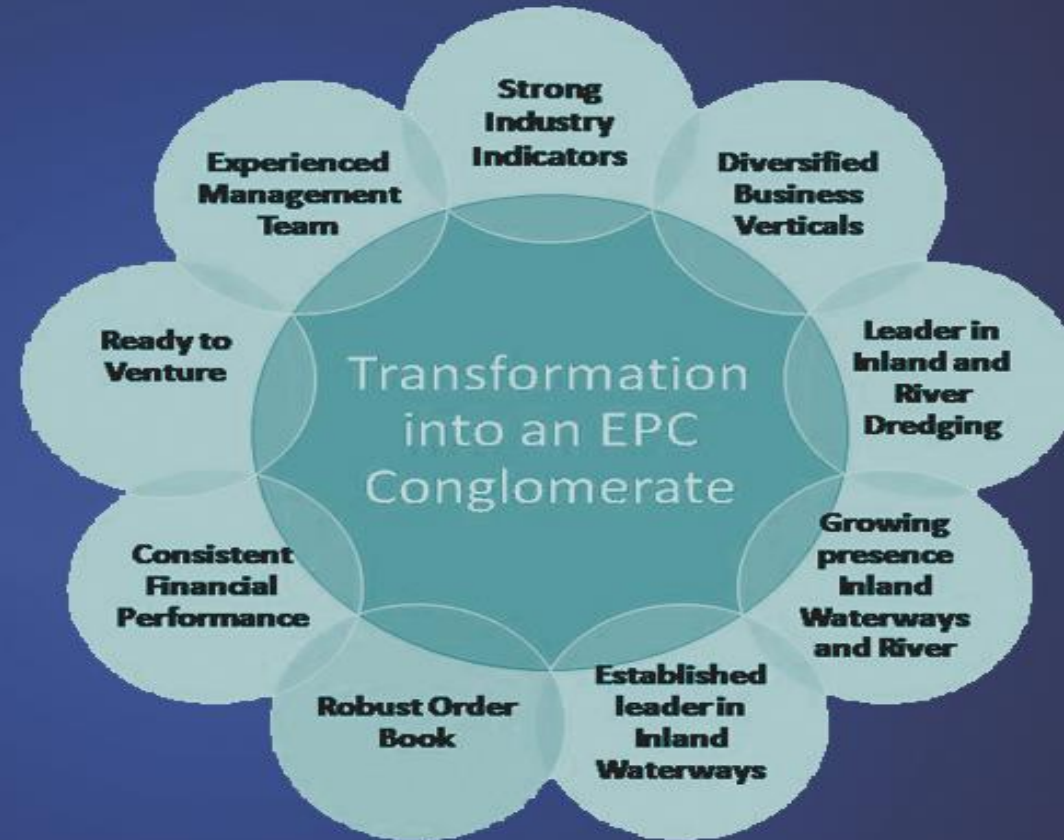 Strong
Industry
Indicators
Diversified
Business
Verticals
Leader in
Inland and
River
Dredging
Growing
presence
Inland
Waterways
and River
Established
leader in
Inland
Waterways
Robust Order
Book
Consistent
Financial
Performance
Ready to
Venture
Experienced
Management
Team
Transformation
into an EPC
Conglomerate